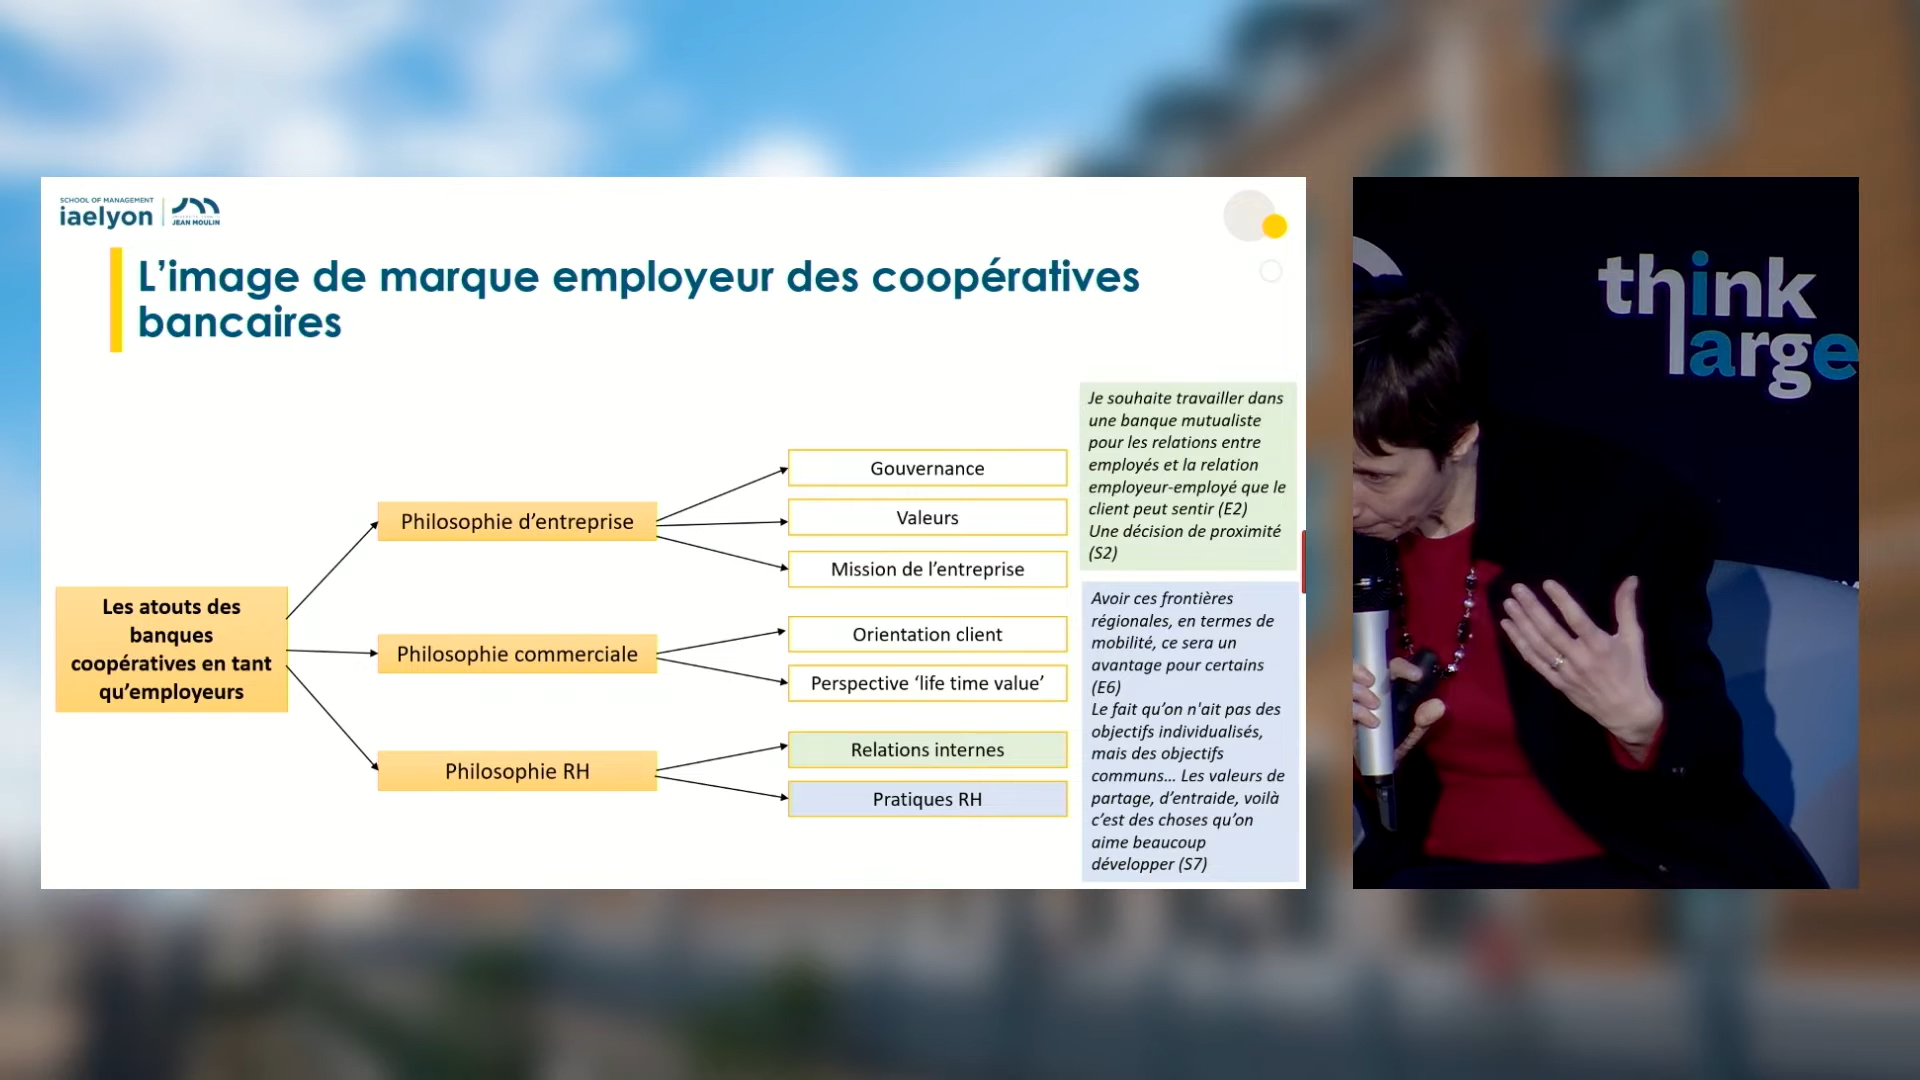 SCHOOL OF MANAGEMENT
iaelyon
JEAN MOULIN
L'image de marque employeur des coopératives
bancaires
Les atouts des
banques
coopératives en tant
qu'employeurs
Philosophie d'entreprise
Philosophie commerciale
Philosophie RH
Gouvernance
Valeurs
Mission de l'entreprise
Orientation client
Perspective ‘life time value’
Relations internes
Pratiques RH
Je souhaite travailler dans
une banque mutualiste
pour les relations entre
employés et la relation
employeur-employé que le
client peut sentir (E2)
Une décision de proximité
(S2)
Avoir ces frontières
régionales, en termes de
mobilité, ce sera un
avantage pour certains
(E6)
Le fait qu’on n'ait pas des
objectifs individualisés,
mais des objectifs
communs... Les valeurs de
partage, d’entraide, voilà
c’est des choses qu’on
aime beaucoup
développer (S7)
think
large